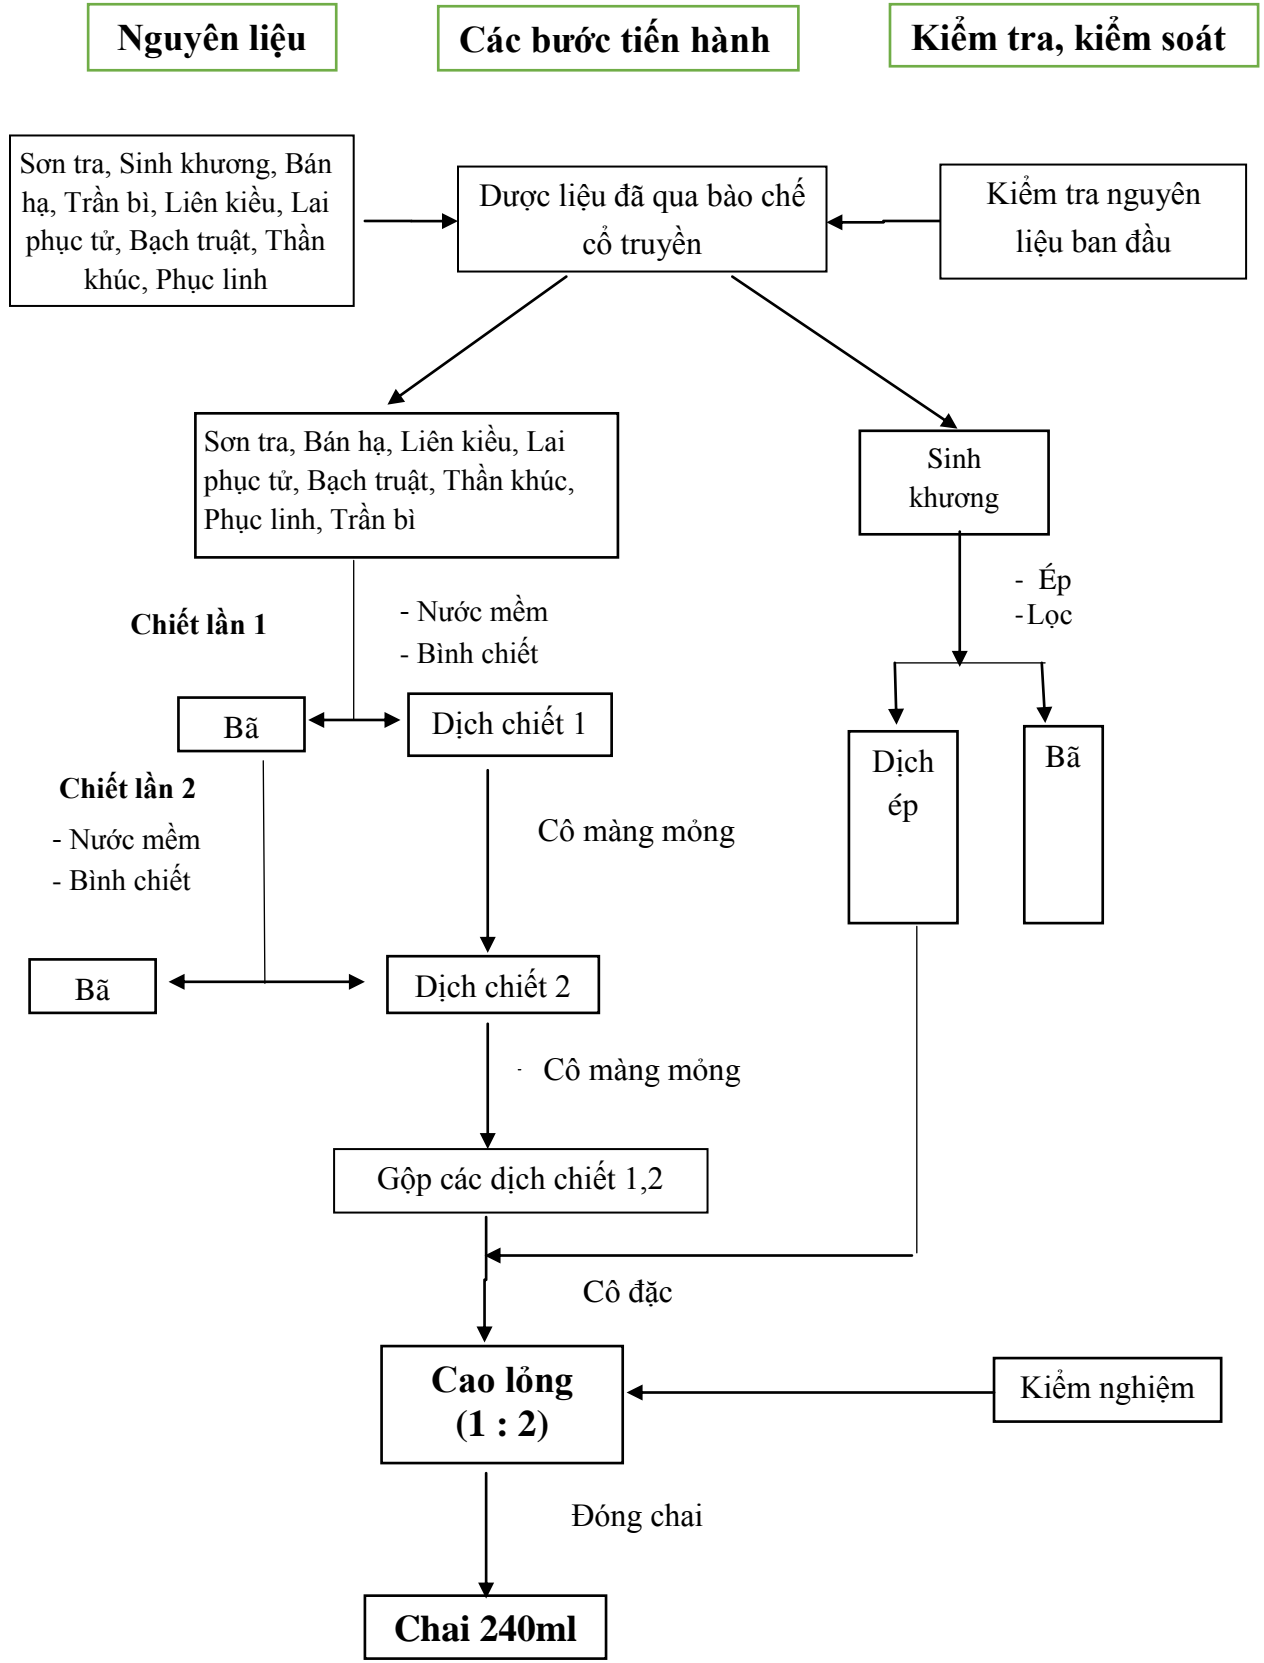 Nguyên liệu
Các bước tiến hành
Kiểm tra, kiểm soát
Sơn tra, Sinh khương, Bán
hạ, Trần bì, Liên kiều, Lai
phục tử, Bạch truật, Thần
khúc, Phục linh
Dược liệu đã qua bào chế
cổ truyền
Kiểm tra nguyên
liệu ban đầu
Sơn tra, Bán hạ, Liên kiều, Lai
phục tử, Bạch truật, Thần khúc,
Phục linh, Trần bì
Sinh
khương
Chiết lần 1
- Nước mềm
- Bình chiết
- Ép
- Lọc
Bã
Dịch chiết 1
Dịch
ép
Bã
Chiết lần 2
- Nước mềm
- Bình chiết
Cô màng mỏng
Bã
Dịch chiết 2
- Cô màng mỏng
Gộp các dịch chiết 1,2
Cô đặc
Cao lỏng
(1 : 2)
Kiểm nghiệm
Đóng chai
Chai 240ml